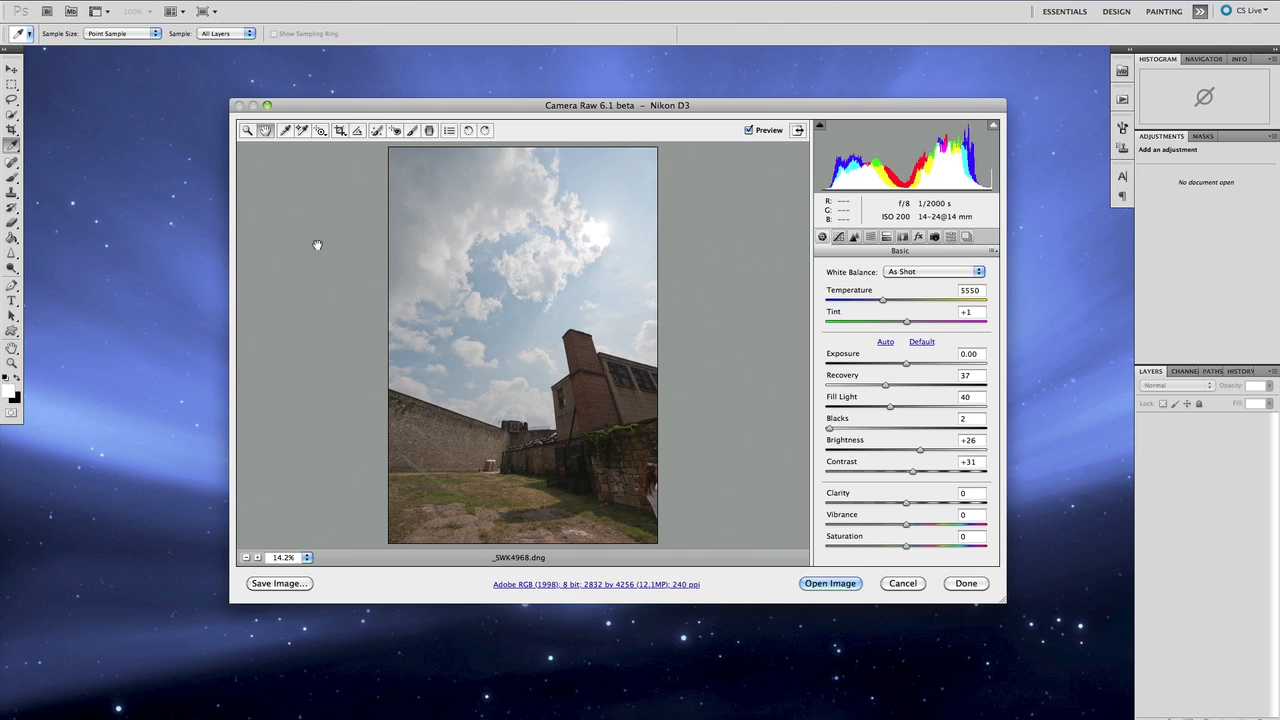 Ps Br Mb 100% ESSENTIALS DESIGN PAINTING CS Live
Sample Size: Point Sample Sample: All Layers Show Sampling Ring
HISTOGRAM NAVIGATOR INFO
Camera Raw 6.1 beta – Nikon D3
Preview
ADJUSTMENTS MASKS
Add an adjustment
No document open
R: ---
G: ---
B: ---
f/8 1/2000 s
ISO 200 14-24@14 mm
Basic
White Balance: As Shot
Temperature 5550
Tint +1
Auto Default
Exposure 0.00
Recovery 37
Fill Light 40
Blacks 2
Brightness +26
Contrast +31
Clarity 0
Vibrance 0
Saturation 0
LAYERS CHANNE PATHS HISTORY
Normal Opacity:
Lock: Fill:
14.2% _SWK4968.dng
Save Image... Adobe RGB (1998); 8 bit; 2832 by 4256 (12.1MP); 240 ppi Open Image Cancel Done